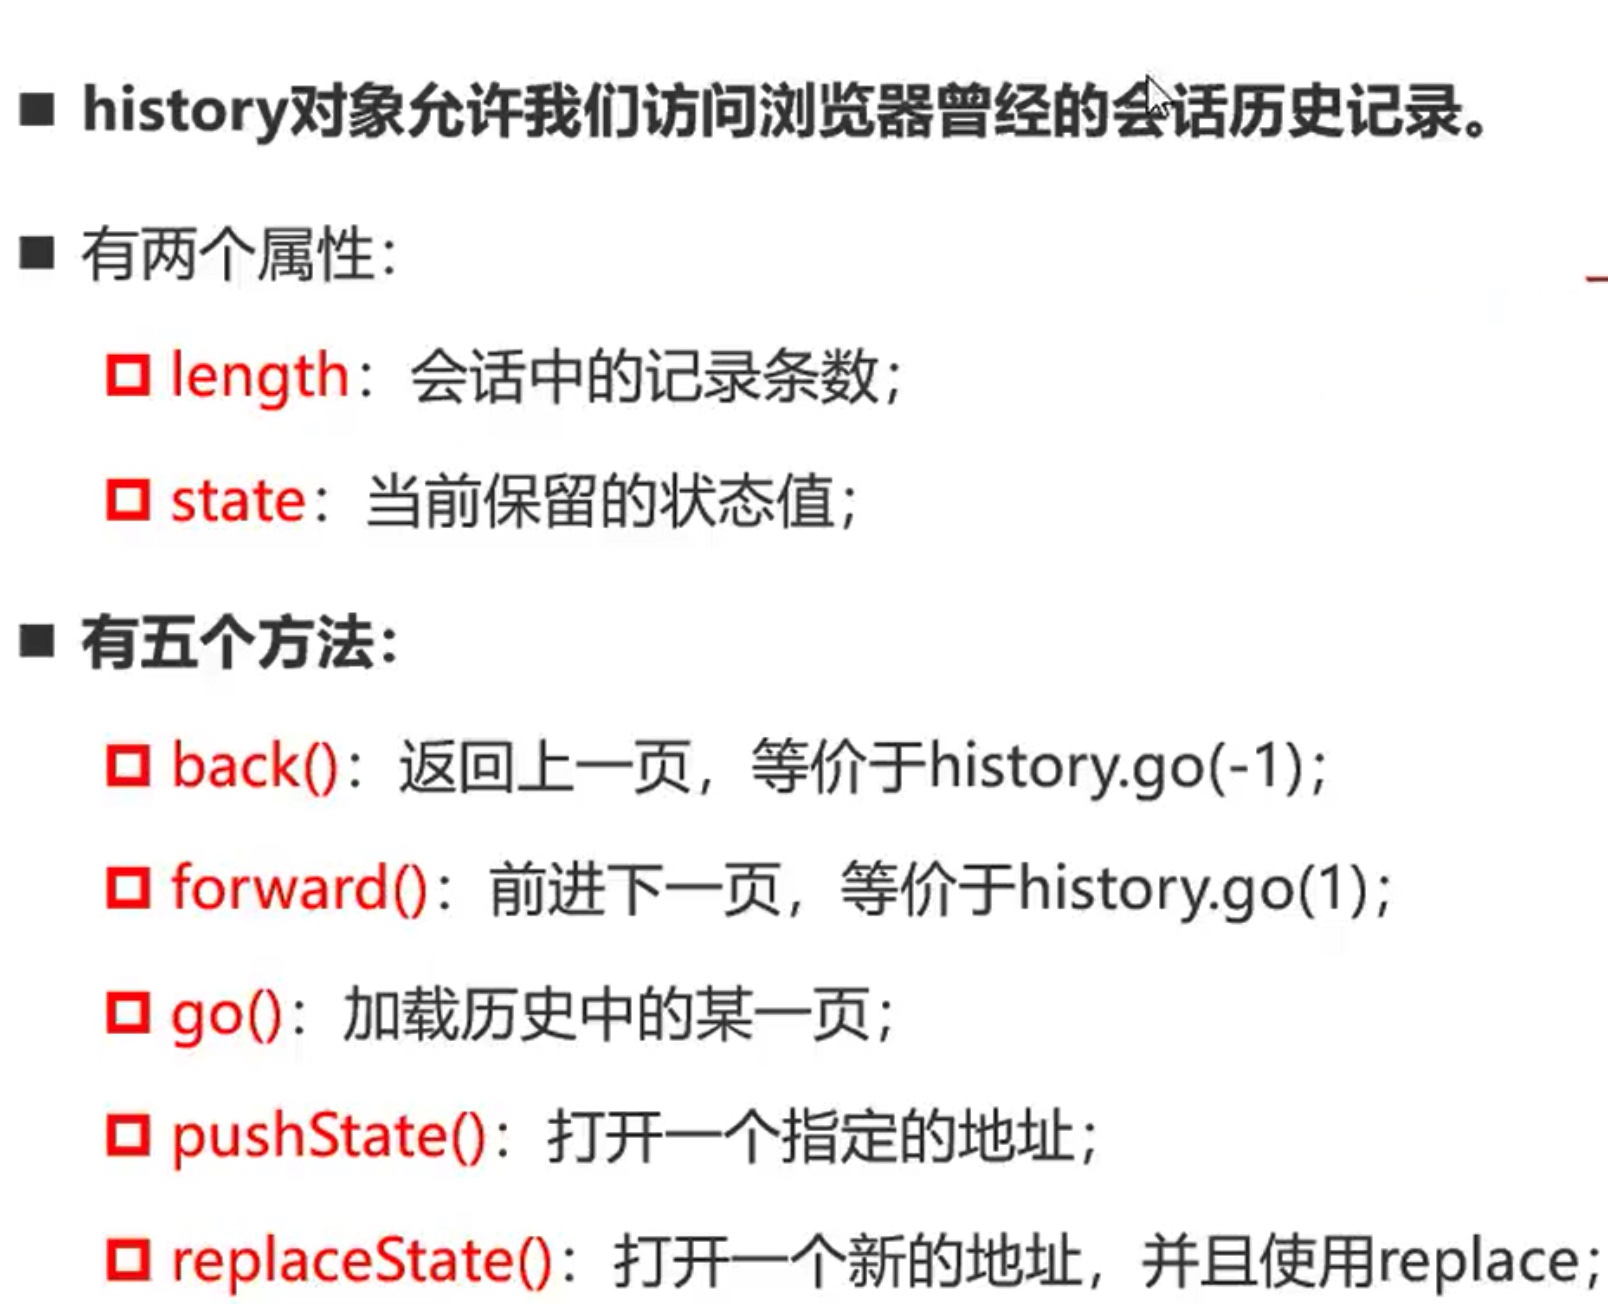 history对象允许我们访问浏览器曾经的会话历史记录。
有两个属性：
length：会话中的记录条数；
state：当前保留的状态值；
有五个方法：
back()：返回上一页，等价于history.go(-1)；
forward()：前进下一页，等价于history.go(1)；
go()：加载历史中的某一页；
pushState()：打开一个指定的地址；
replaceState()：打开一个新的地址，并且使用replace；